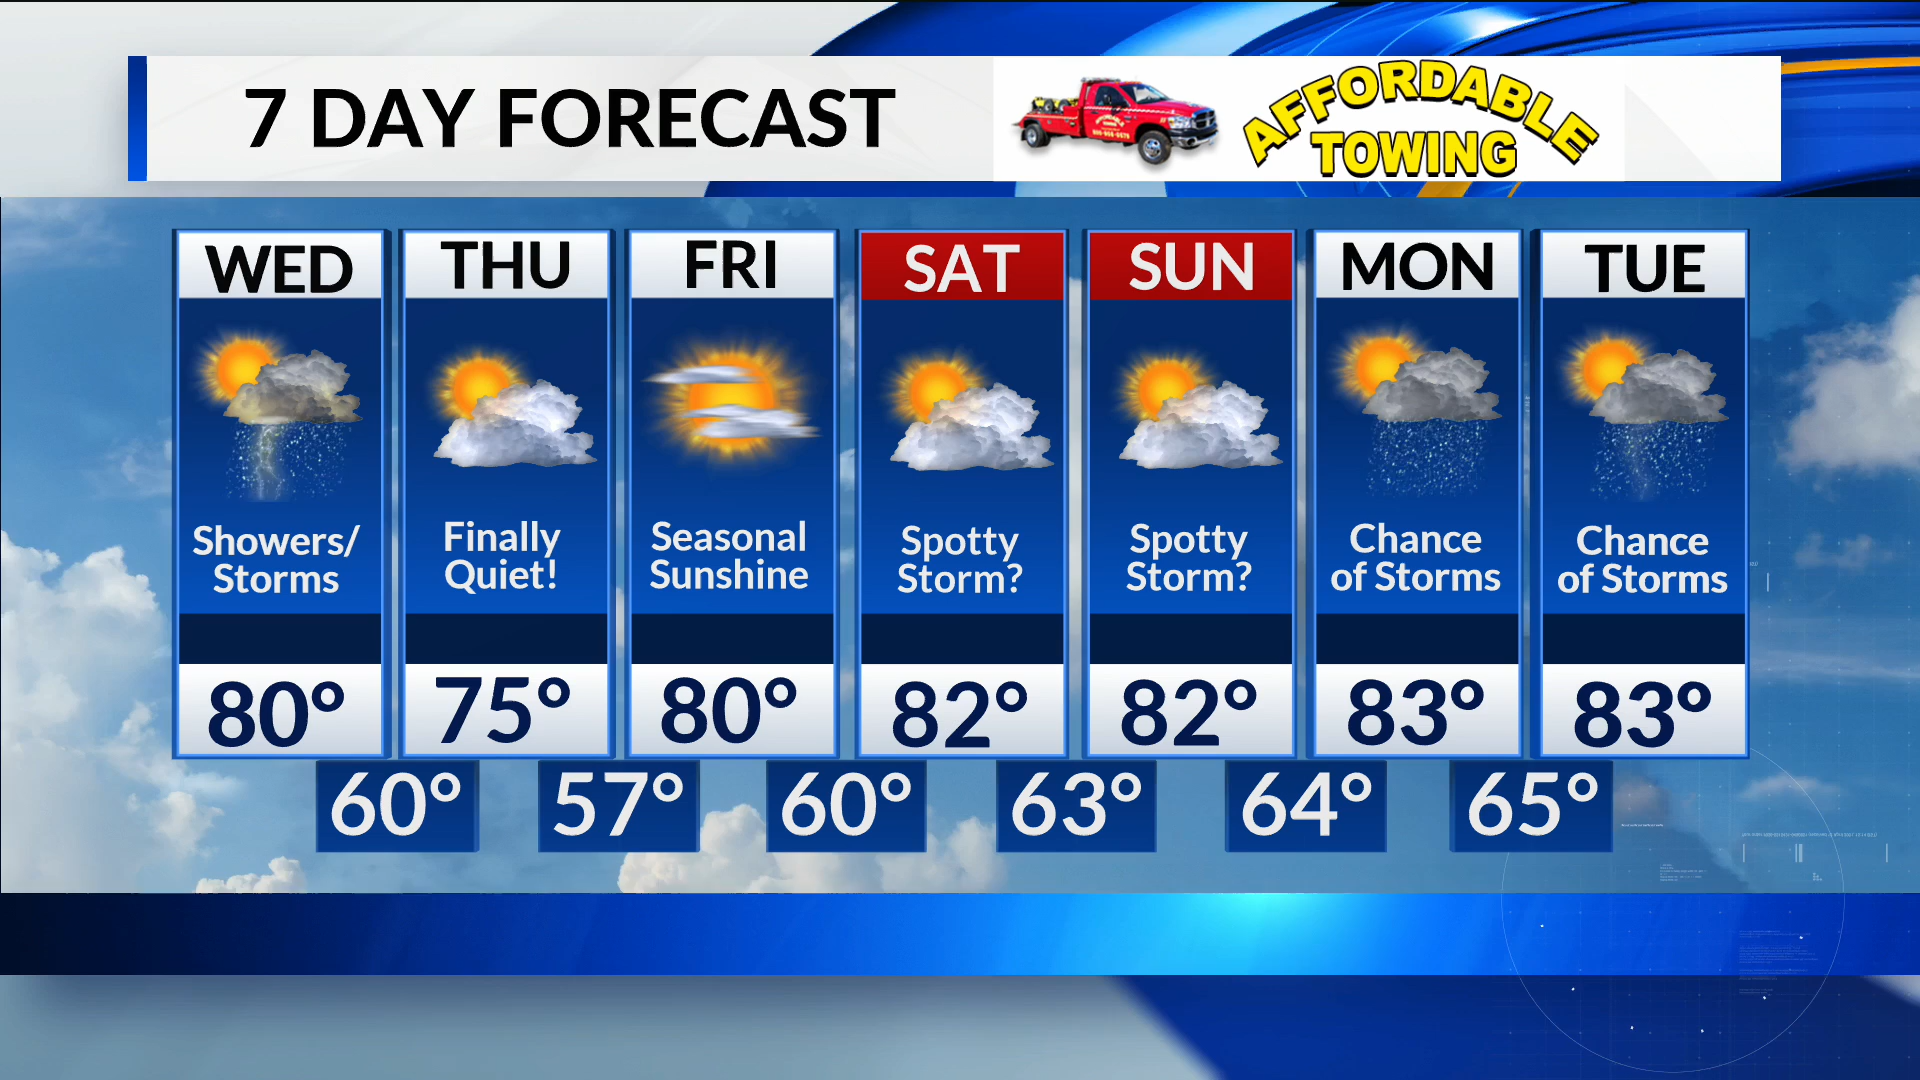 7 DAY FORECAST
AFFORDABLE
TOWING
WED
THU
FRI
SAT
SUN
MON
TUE
Showers/
Storms
Finally
Quiet!
Seasonal
Sunshine
Spotty
Storm?
Spotty
Storm?
Chance
of Storms
Chance
of Storms
80°
75°
80°
82°
82°
83°
83°
60°
57°
60°
63°
64°
65°